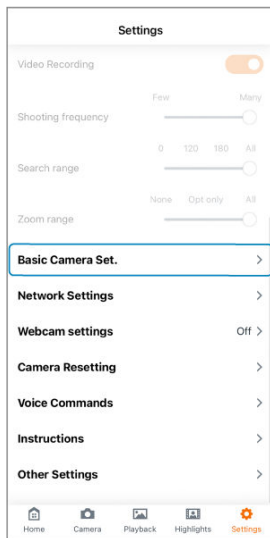 Settings
Video Recording
Few Many
Shooting frequency
0 120 180 All
Search range
None Opt only All
Zoom range
Basic Camera Set.
Network Settings
Webcam settings Off
Camera Resetting
Voice Commands
Instructions
Other Settings
Home Camera Playback Highlights Settings